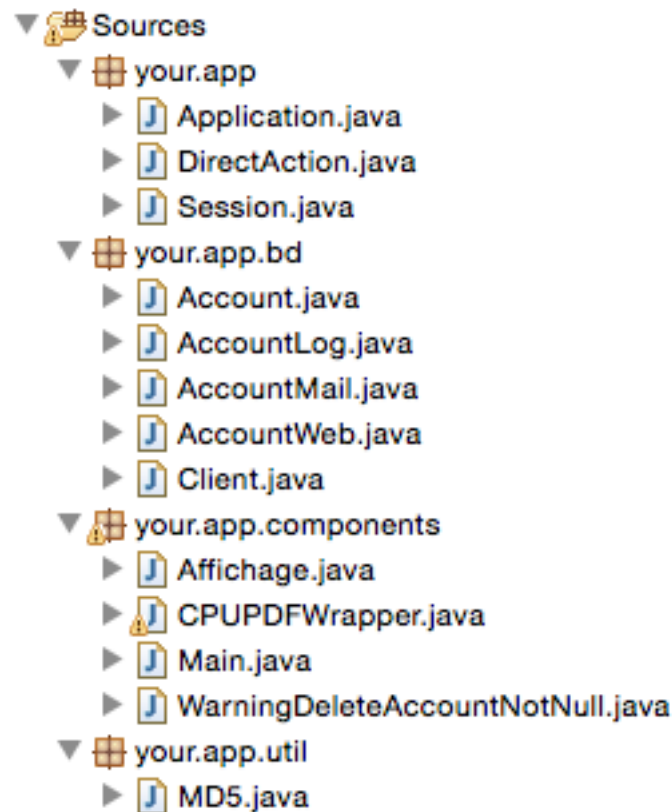 Sources
your.app
Application.java
DirectAction.java
Session.java
your.app.bd
Account.java
AccountLog.java
AccountMail.java
AccountWeb.java
Client.java
your.app.components
Affichage.java
CPUPDFWrapper.java
Main.java
WarningDeleteAccountNotNull.java
your.app.util
MD5.java